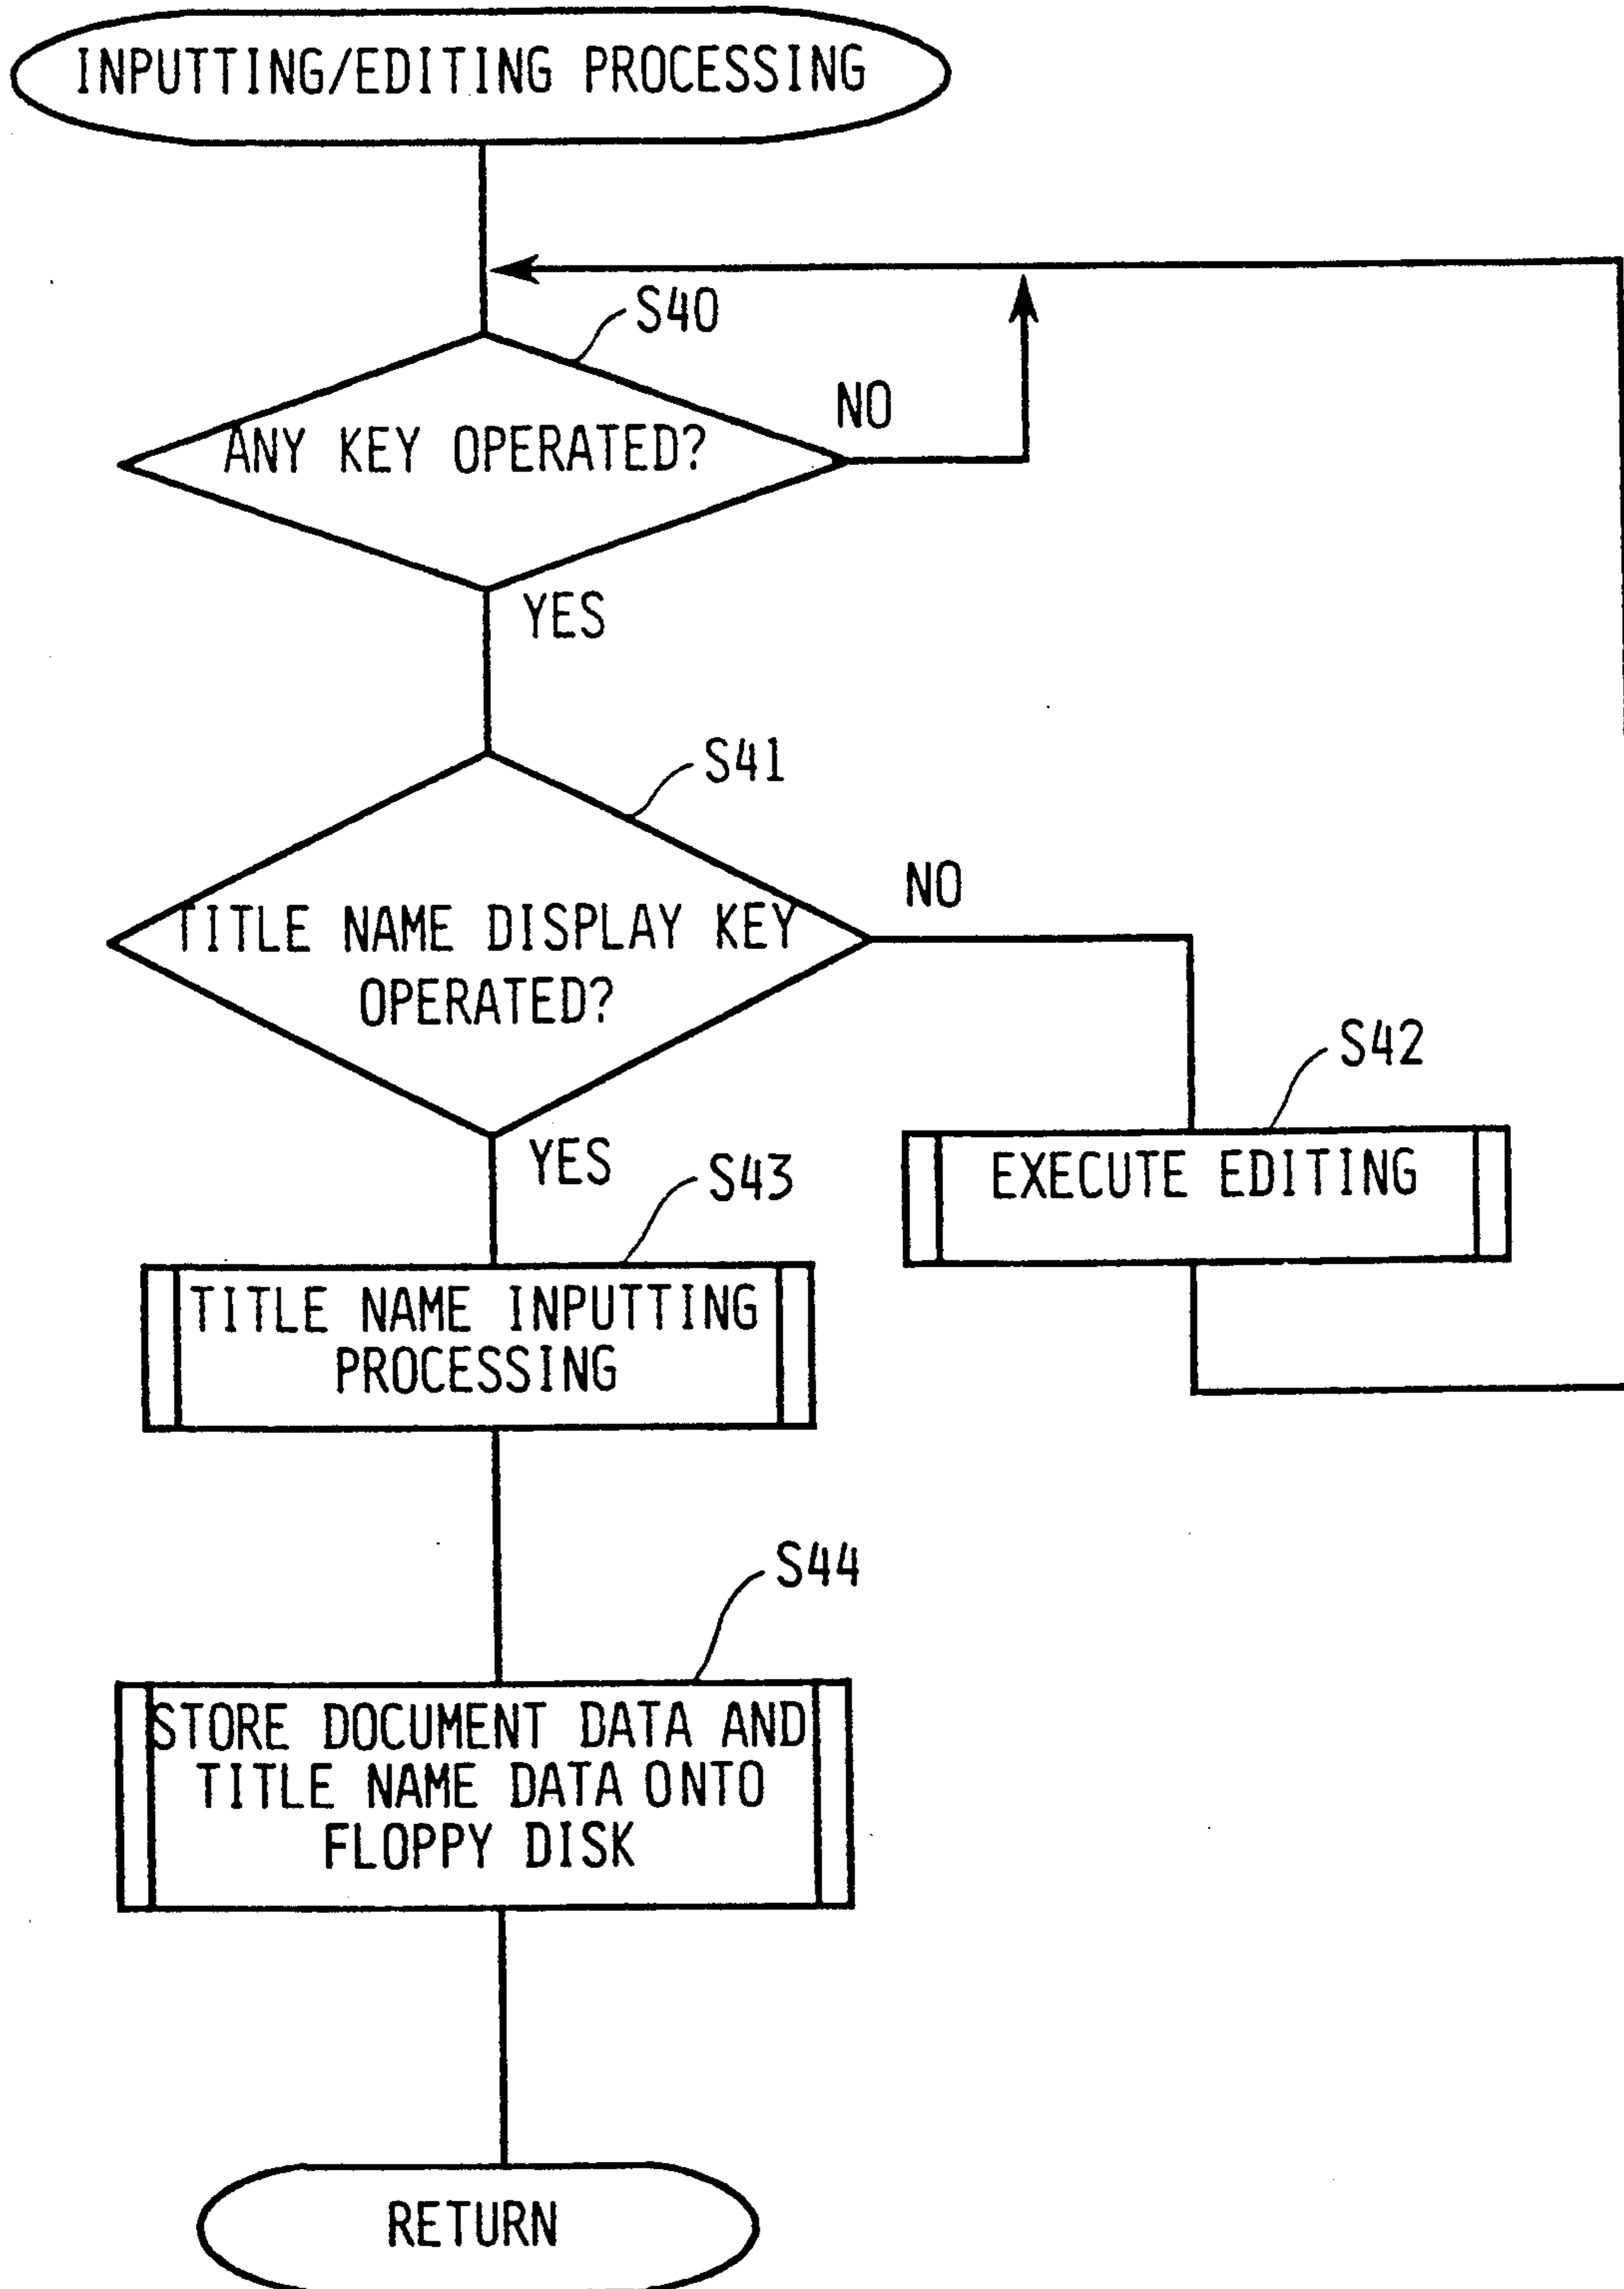 INPUTTING/EDITING PROCESSING
S40
ANY KEY OPERATED?
NO
YES
S41
TITLE NAME DISPLAY KEY
OPERATED?
NO
YES
S42
EXECUTE EDITING
S43
TITLE NAME INPUTTING
PROCESSING
S44
STORE DOCUMENT DATA AND
TITLE NAME DATA ONTO
FLOPPY DISK
RETURN